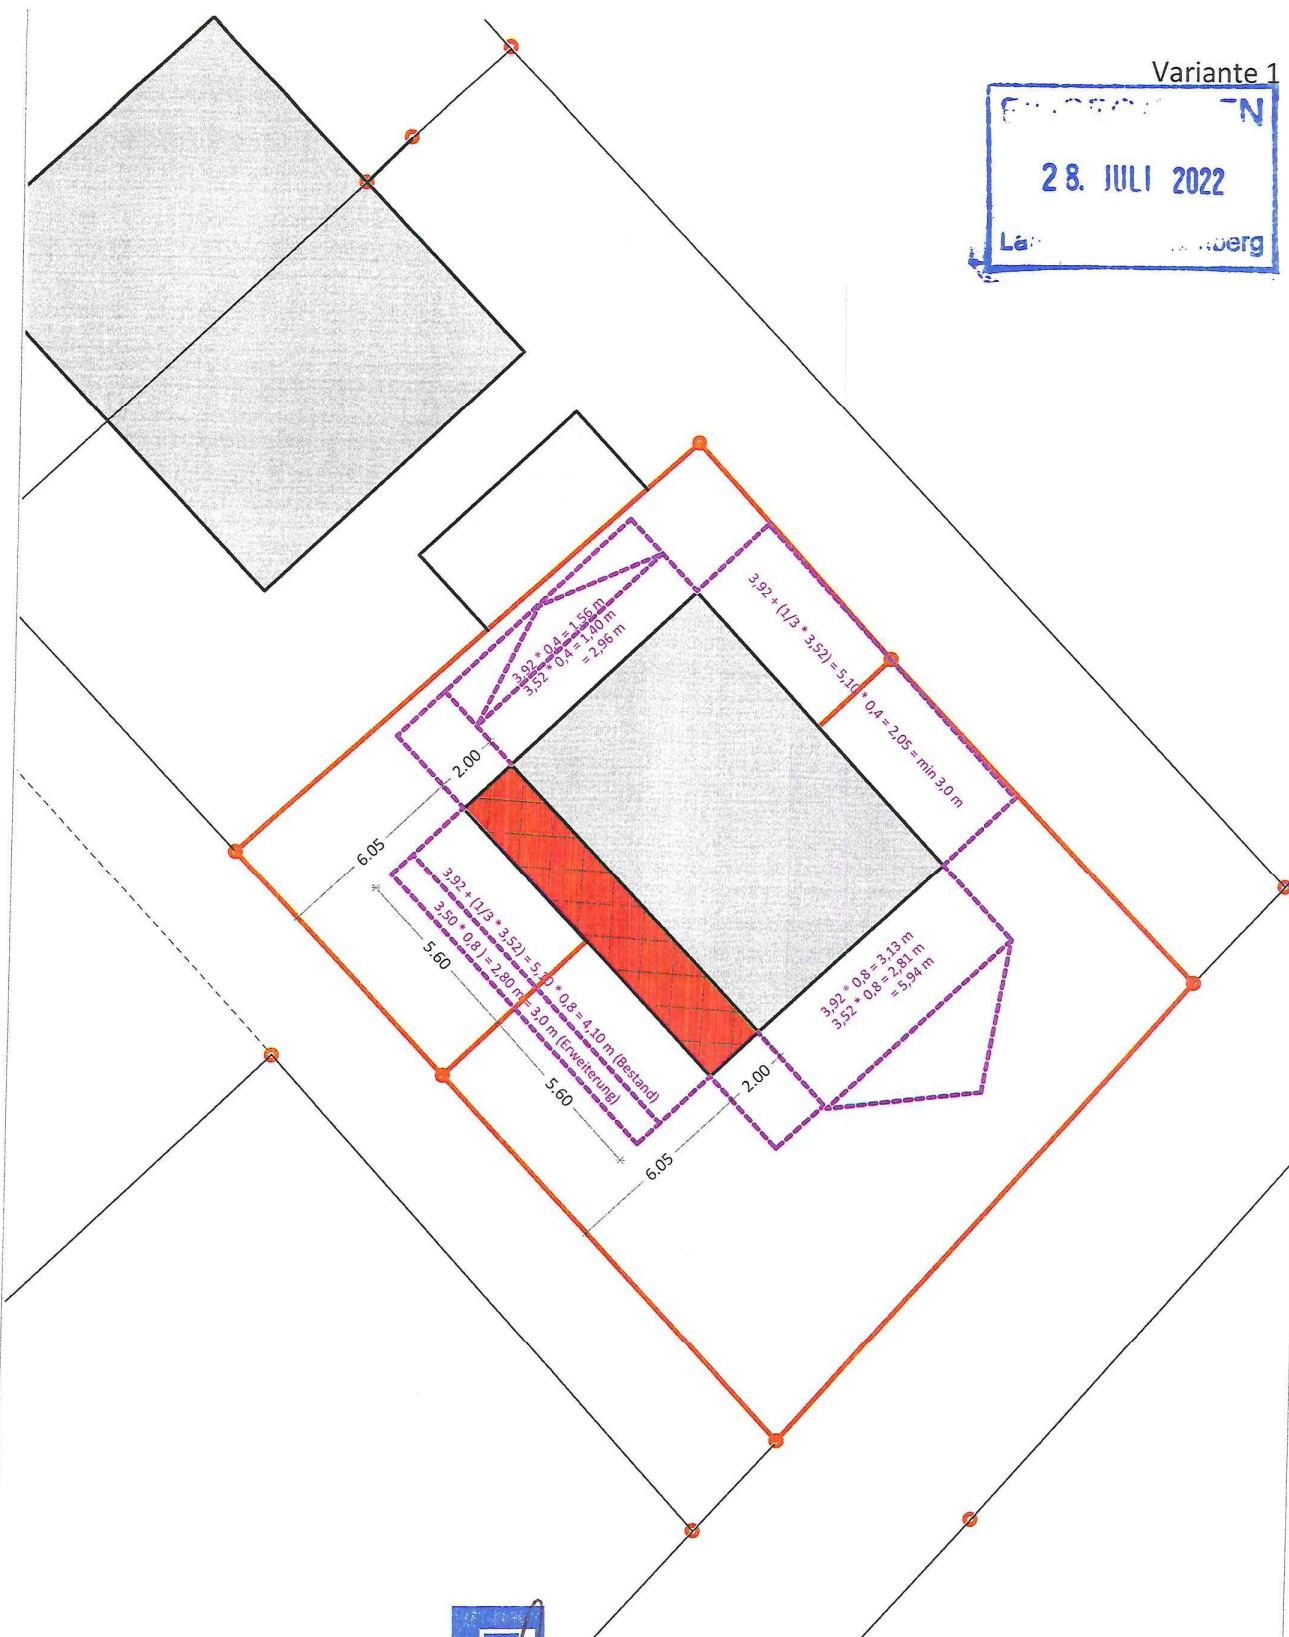 Variante 1
28. JULI 2022
3,92 * 0,4 = 1,56 m
3,52 * 0,4 = 1,40 m
= 2,96 m
3,92 + (1/3 * 3,52) = 5,10 * 0,4 = 2,05 = min 3,0 m
2.00
6.05
3,92 + (1/3 * 3,52) = 5,10 * 0,8 = 4,10 m (Bestand)
3,50 * 0,8 ) = 2,80 m = 3,0 m (Erweiterung)
5.60
5.60
3,92 * 0,8 = 3,13 m
3,52 * 0,8 = 2,81 m
= 5,94 m
2.00
6.05